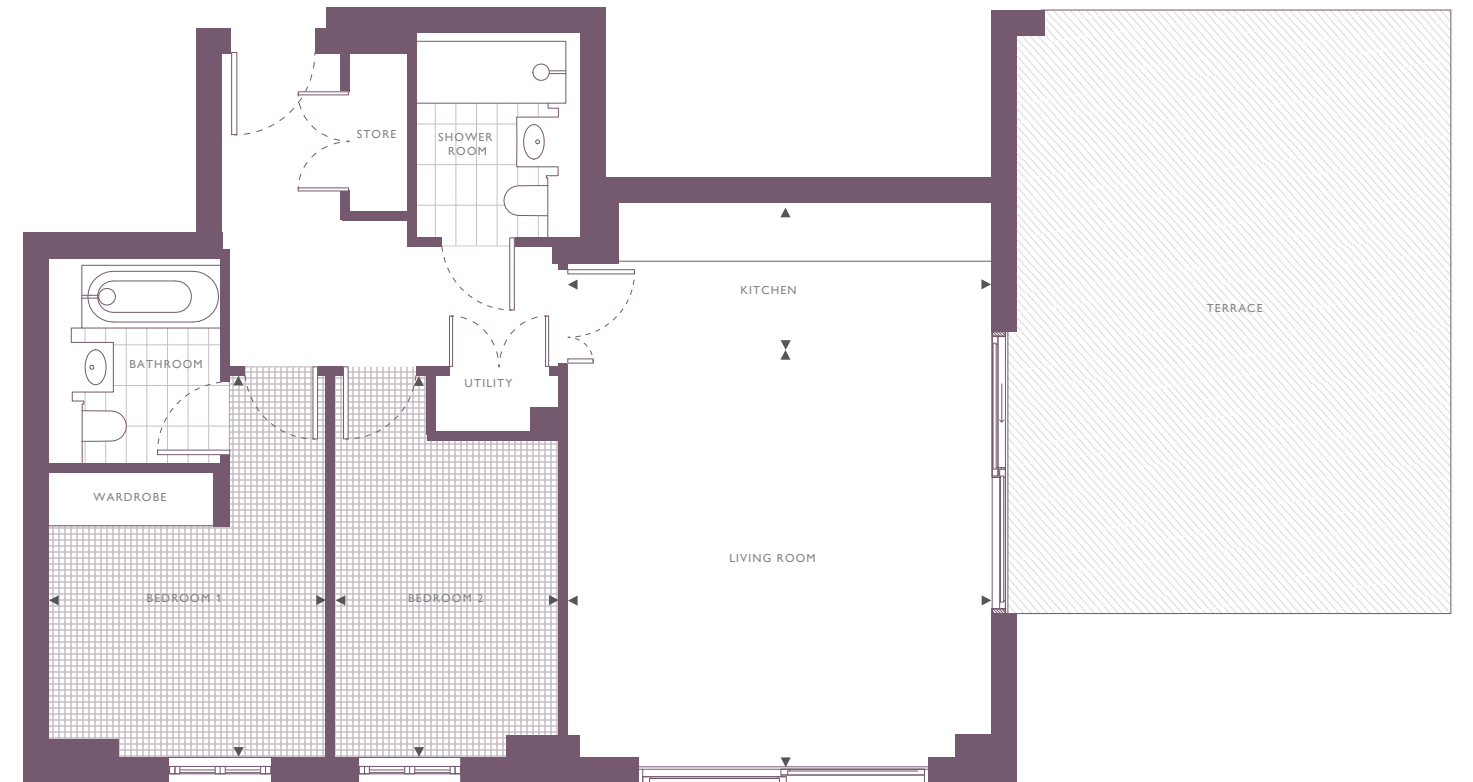 STORE
SHOWER
ROOM
KITCHEN
TERRACE
BATHROOM
UTILITY
WARDROBE
LIVING ROOM
BEDROOM 1
BEDROOM 2